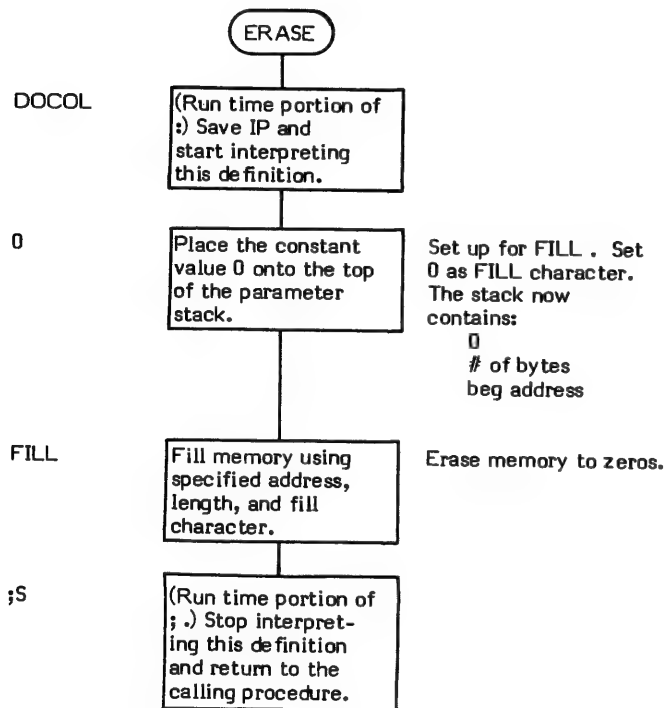 ERASE
DOCOL
(Run time portion of
:) Save IP and
start interpreting
this definition.
0
Place the constant
value 0 onto the top
of the parameter
stack.
Set up for FILL . Set
0 as FILL character.
The stack now
contains:
0
# of bytes
beg address
FILL
Fill memory using
specified address,
length, and fill
character.
Erase memory to zeros.
;S
(Run time portion of
; .) Stop interpret-
ing this definition
and return to the
calling procedure.